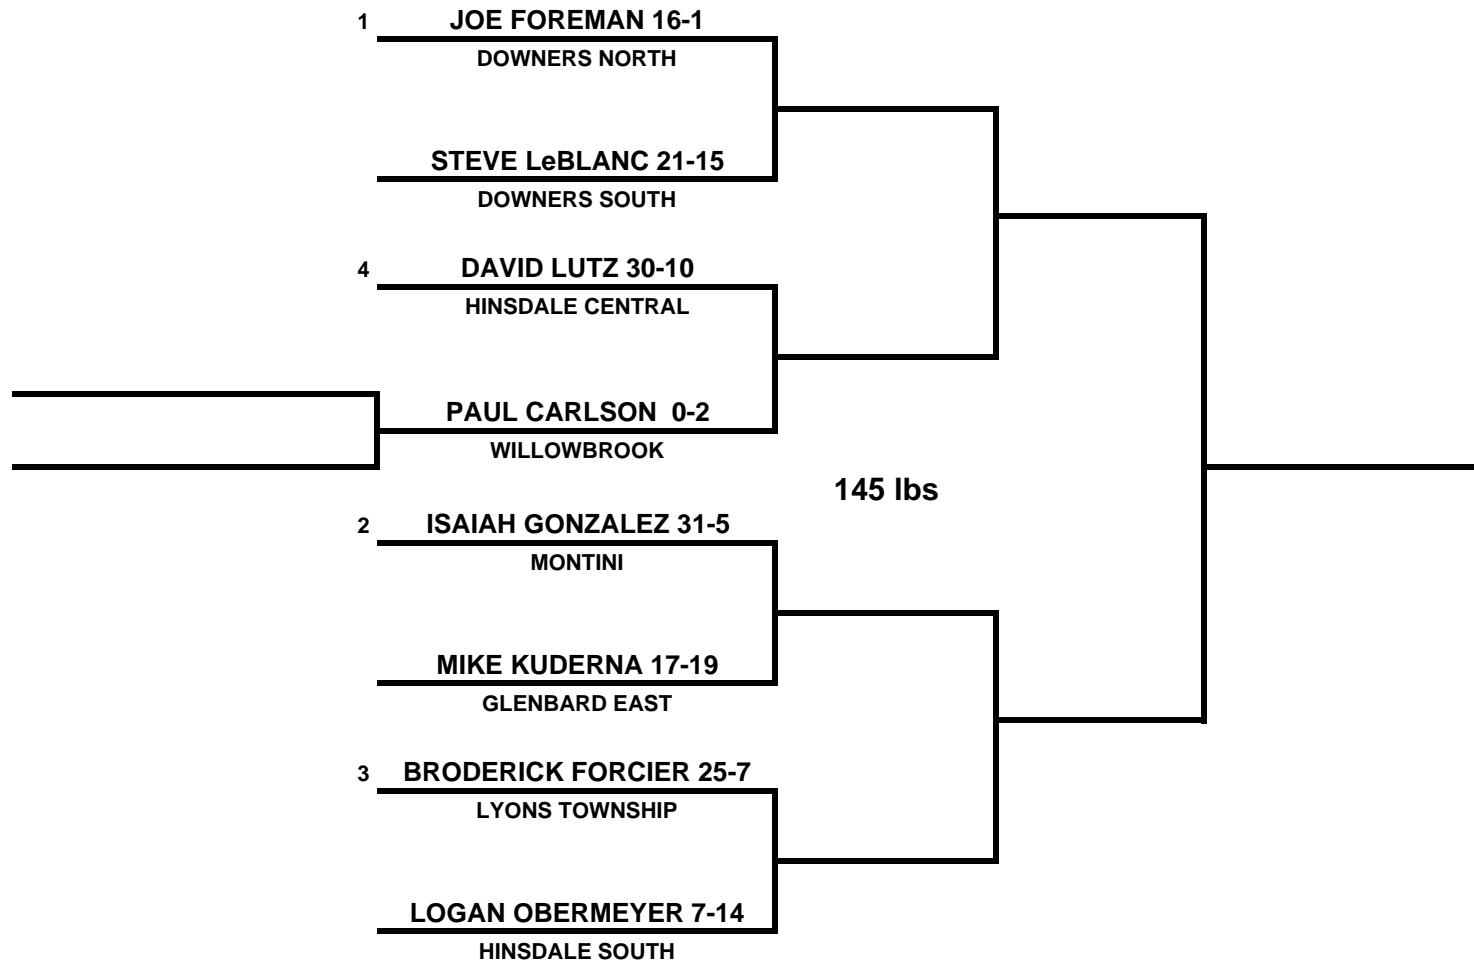 1 JOE FOREMAN 16-1
DOWNERS NORTH
STEVE LeBLANC 21-15
DOWNERS SOUTH
4 DAVID LUTZ 30-10
HINSDALE CENTRAL
PAUL CARLSON  0-2
WILLOWBROOK
145 lbs
2 ISAIAH GONZALEZ 31-5
MONTINI
MIKE KUDERNA 17-19
GLENBARD EAST
3 BRODERICK FORCIER 25-7
LYONS TOWNSHIP
LOGAN OBERMEYER 7-14
HINSDALE SOUTH